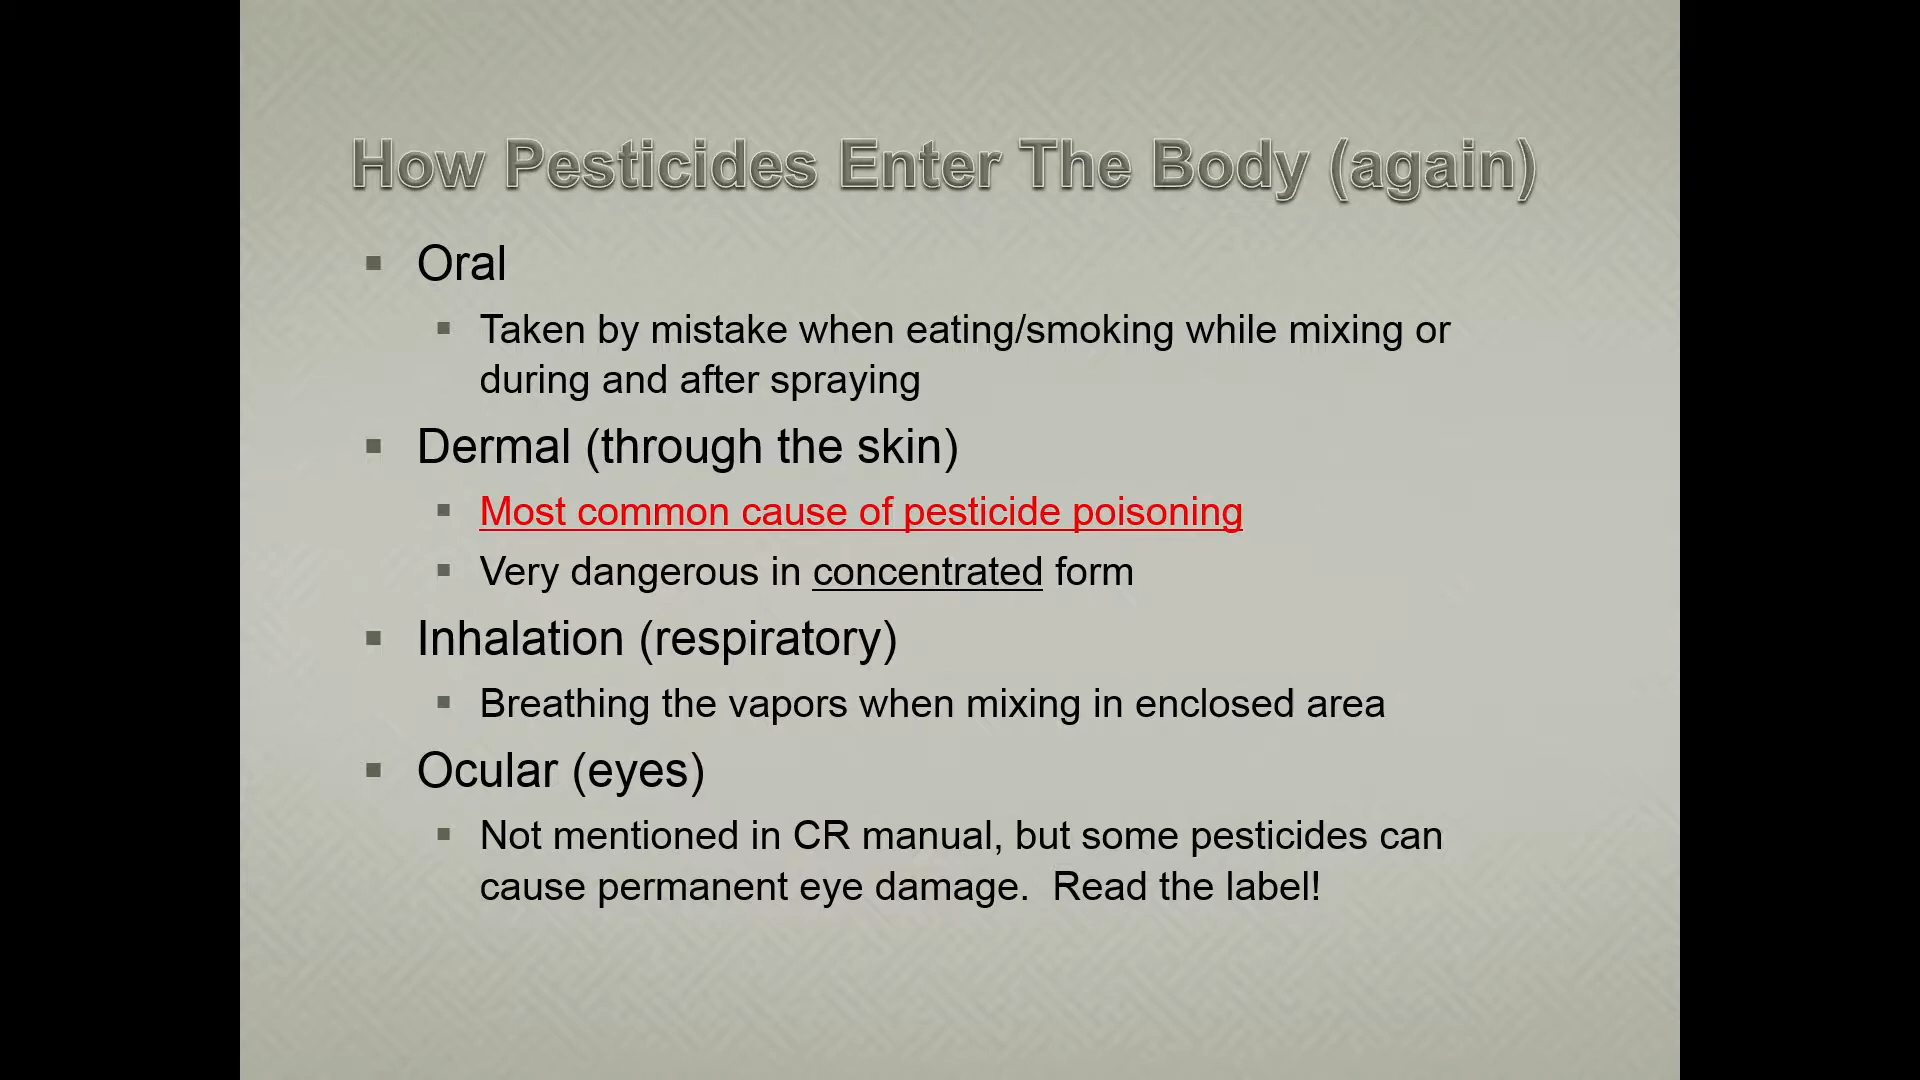 How Pesticides Enter The Body (again)
Oral
Taken by mistake when eating/smoking while mixing or
during and after spraying
Dermal (through the skin)
Most common cause of pesticide poisoning
Very dangerous in concentrated form
Inhalation (respiratory)
Breathing the vapors when mixing in enclosed area
Ocular (eyes)
Not mentioned in CR manual, but some pesticides can
cause permanent eye damage.  Read the label!